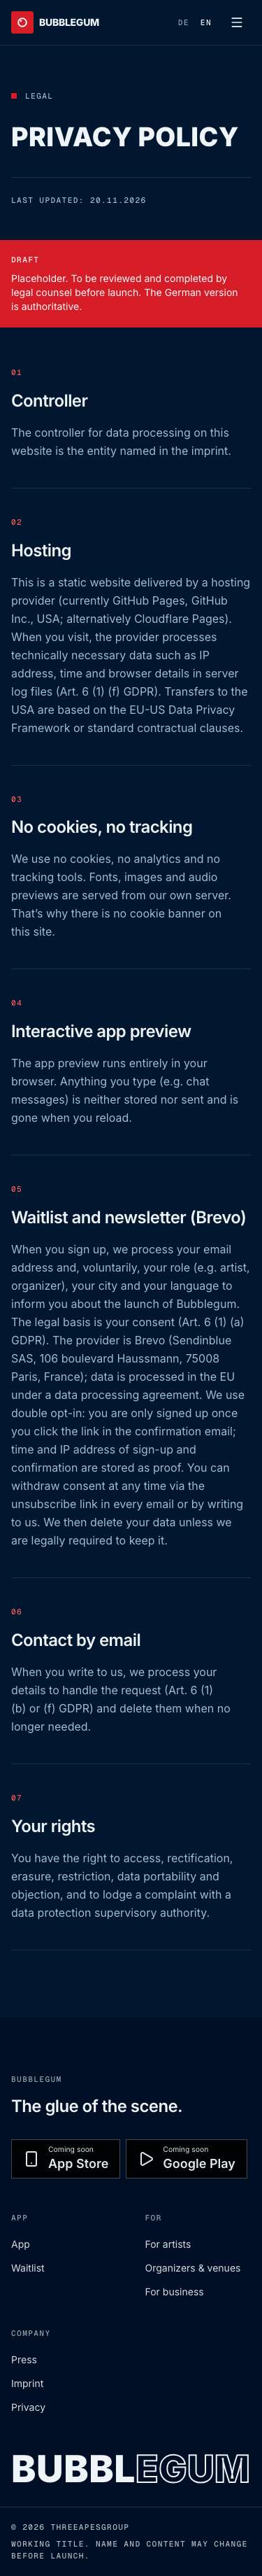 BUBBLEGUM
DE EN
LEGAL
PRIVACY POLICY
LAST UPDATED: 20.11.2026
DRAFT
Placeholder. To be reviewed and completed by
legal counsel before launch. The German version
is authoritative.
01
Controller
The controller for data processing on this
website is the entity named in the imprint.
02
Hosting
This is a static website delivered by a hosting
provider (currently GitHub Pages, GitHub
Inc., USA; alternatively Cloudflare Pages).
When you visit, the provider processes
technically necessary data such as IP
address, time and browser details in server
log files (Art. 6 (1) (f) GDPR). Transfers to the
USA are based on the EU-US Data Privacy
Framework or standard contractual clauses.
03
No cookies, no tracking
We use no cookies, no analytics and no
tracking tools. Fonts, images and audio
previews are served from our own server.
That's why there is no cookie banner on
this site.
04
Interactive app preview
The app preview runs entirely in your
browser. Anything you type (e.g. chat
messages) is neither stored nor sent and is
gone when you reload.
05
Waitlist and newsletter (Brevo)
When you sign up, we process your email
address and, voluntarily, your role (e.g. artist,
organizer), your city and your language to
inform you about the launch of Bubblegum.
The legal basis is your consent (Art. 6 (1) (a)
GDPR). The provider is Brevo (Sendinblue
SAS, 106 boulevard Haussmann, 75008
Paris, France); data is processed in the EU
under a data processing agreement. We use
double opt-in: you are only signed up once
you click the link in the confirmation email;
time and IP address of sign-up and
confirmation are stored as proof. You can
withdraw consent at any time via the
unsubscribe link in every email or by writing
to us. We then delete your data unless we
are legally required to keep it.
06
Contact by email
When you write to us, we process your
details to handle the request (Art. 6 (1)
(b) or (f) GDPR) and delete them when no
longer needed.
07
Your rights
You have the right to access, rectification,
erasure, restriction, data portability and
objection, and to lodge a complaint with a
data protection supervisory authority.
BUBBLEGUM
The glue of the scene.
Coming soon
App Store
Coming soon
Google Play
APP
App
Waitlist
FOR
For artists
Organizers & venues
For business
COMPANY
Press
Imprint
Privacy
BUBBLEGUM
© 2026 THREEAPESGROUP
WORKING TITLE. NAME AND CONTENT MAY CHANGE
BEFORE LAUNCH.